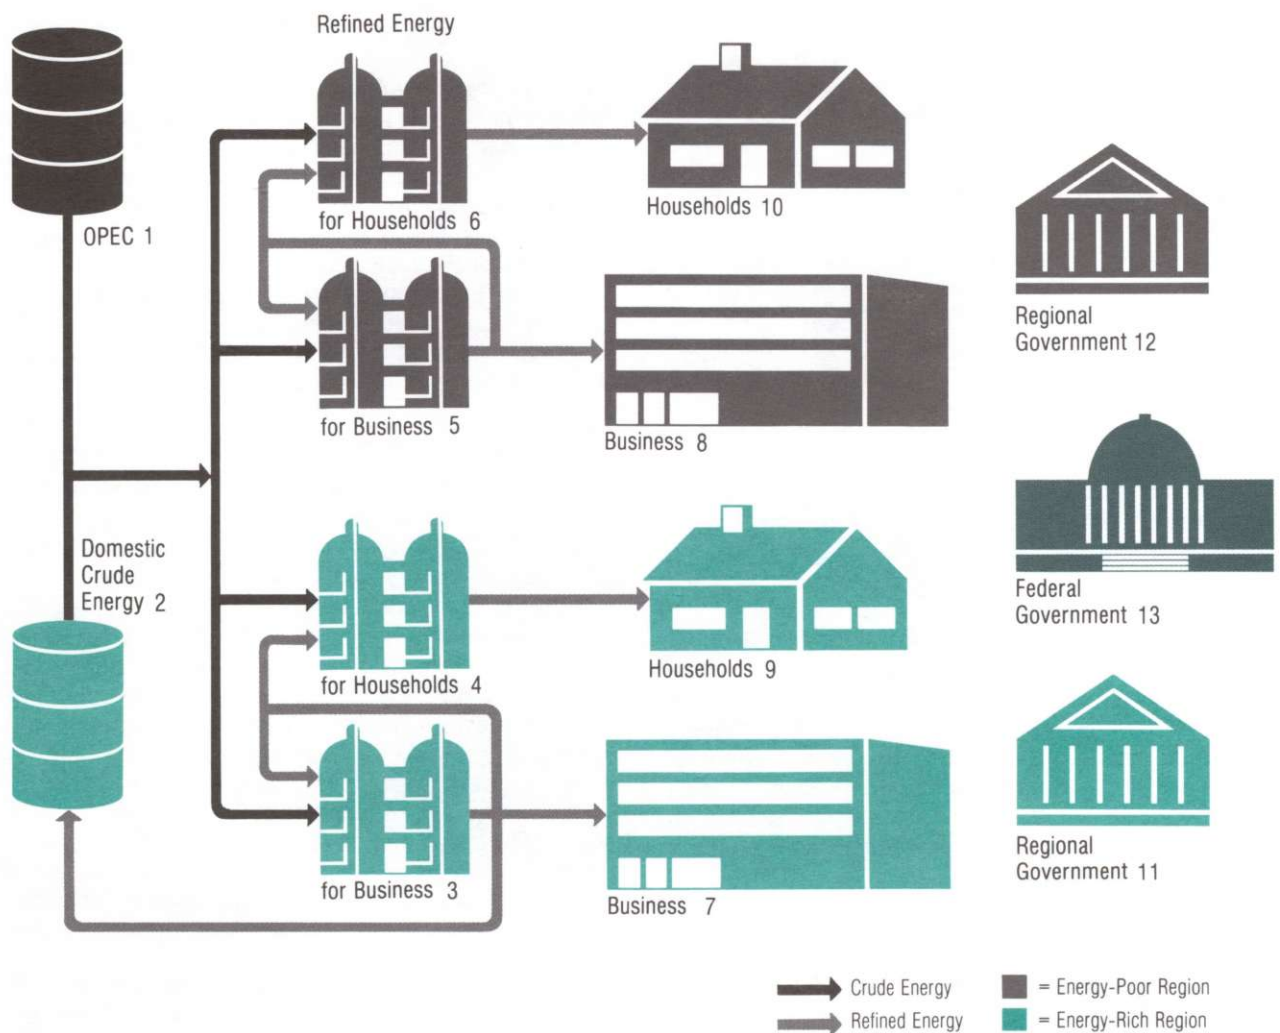 Refined Energy
OPEC 1
for Households 6
Households 10
Regional
Government 12
for Business 5
Business 8
Domestic
Crude
Energy 2
Federal
Government 13
for Households 4
Households 9
Regional
Government 11
for Business 3
Business 7
Crude Energy
= Energy-Poor Region
Refined Energy
= Energy-Rich Region